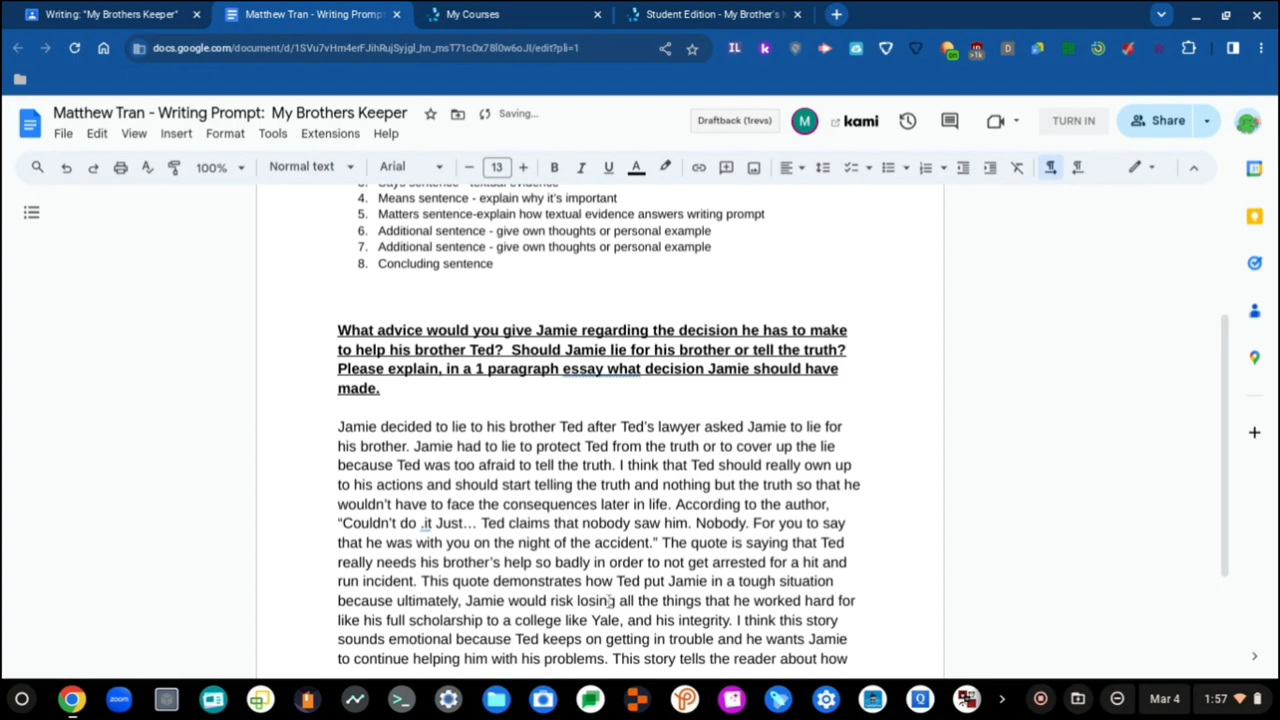 Writing: "My Brothers Keeper"
Matthew Tran - Writing Prompt
My Courses
Student Edition - My Brother's
docs.google.com/document/d/1SVu7vHm4erFJihRujSyjgl_hn_msT71cOx78l0w6oJI/edit?pli=1
Matthew Tran - Writing Prompt: My Brothers Keeper
Saving...
File Edit View Insert Format Tools Extensions Help
Draftback (1revs)
M
kami
TURN IN
Share
100%
Normal text
Arial
13
4. Means sentence - explain why it's important
5. Matters sentence-explain how textual evidence answers writing prompt
6. Additional sentence - give own thoughts or personal example
7. Additional sentence - give own thoughts or personal example
8. Concluding sentence
What advice would you give Jamie regarding the decision he has to make
to help his brother Ted? Should Jamie lie for his brother or tell the truth?
Please explain, in a 1 paragraph essay what decision Jamie should have
made.
Jamie decided to lie to his brother Ted after Ted's lawyer asked Jamie to lie for
his brother. Jamie had to lie to protect Ted from the truth or to cover up the lie
because Ted was too afraid to tell the truth. I think that Ted should really own up
to his actions and should start telling the truth and nothing but the truth so that he
wouldn't have to face the consequences later in life. According to the author,
"Couldn't do .it Just… Ted claims that nobody saw him. Nobody. For you to say
that he was with you on the night of the accident." The quote is saying that Ted
really needs his brother's help so badly in order to not get arrested for a hit and
run incident. This quote demonstrates how Ted put Jamie in a tough situation
because ultimately, Jamie would risk losing all the things that he worked hard for
like his full scholarship to a college like Yale, and his integrity. I think this story
sounds emotional because Ted keeps on getting in trouble and he wants Jamie
to continue helping him with his problems. This story tells the reader about how
zoom
Mar 4
1:57